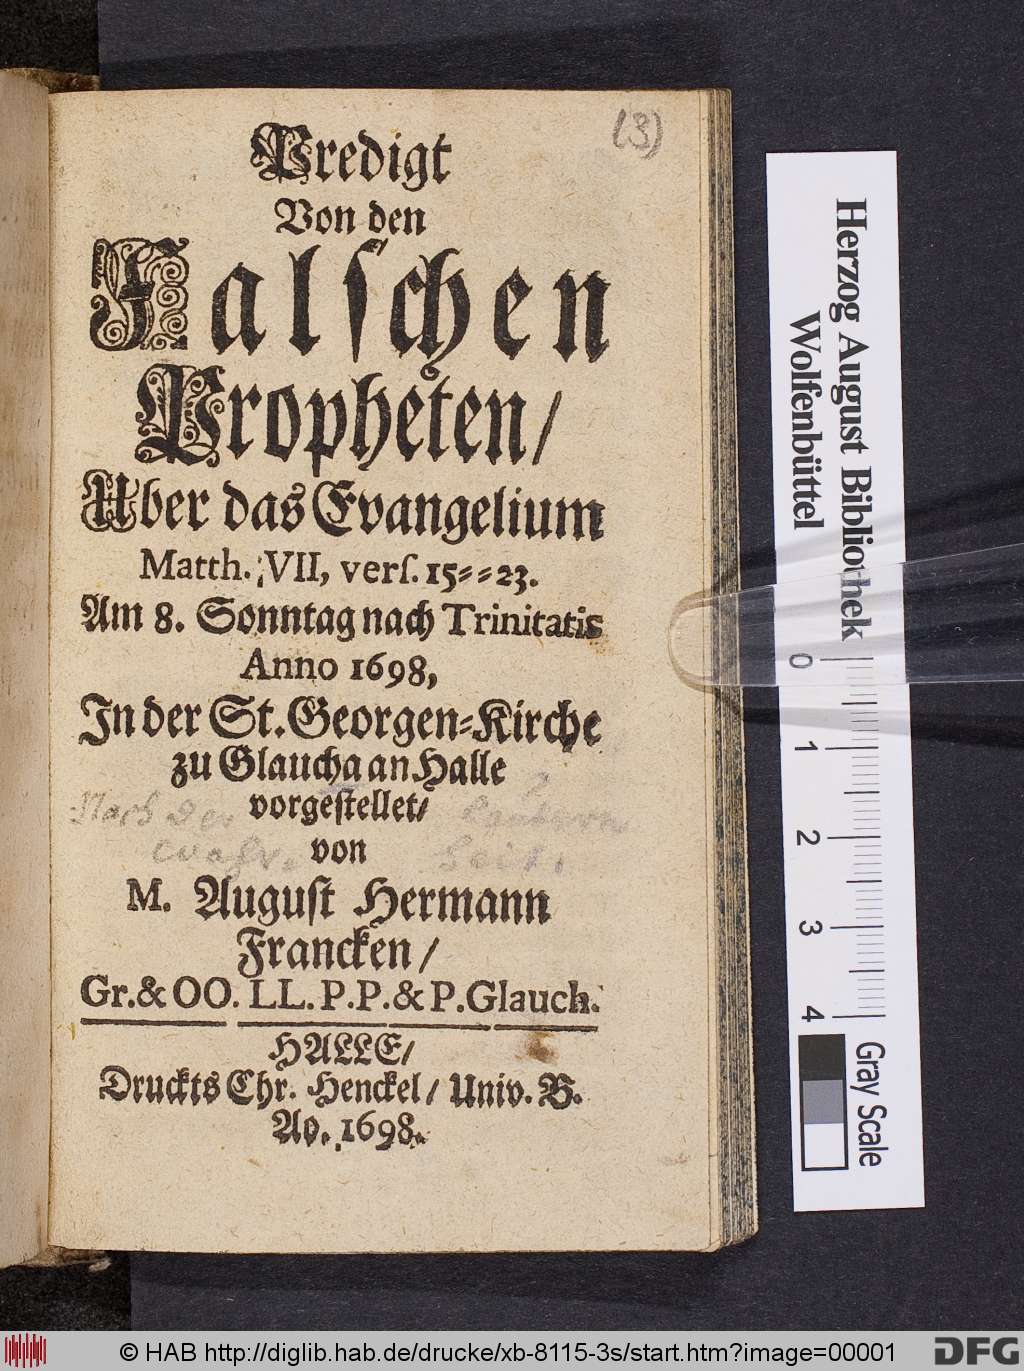 (3)
Predigt
Von den
Falschen
Propheten/
Uber das Evangelium
Matth. VII, verſ. 15==23.
Am 8. Sonntag nach Trinitatis
Anno 1698,
In der St. Georgen=Kirche
zu Glaucha an Halle
vorgestellet/
Nach der
von
M. August Hermann
Francken/
Gr. & OO. LL. P. P. & P. Glauch.
HALLE/
Druckts Chr. Henckel/ Univ. B.
Ao. 1698.
Herzog August Bibliothek
Wolfenbüttel
0 1 2 3 4
Gray Scale
© HAB http://diglib.hab.de/drucke/xb-8115-3s/start.htm?image=00001
DFG